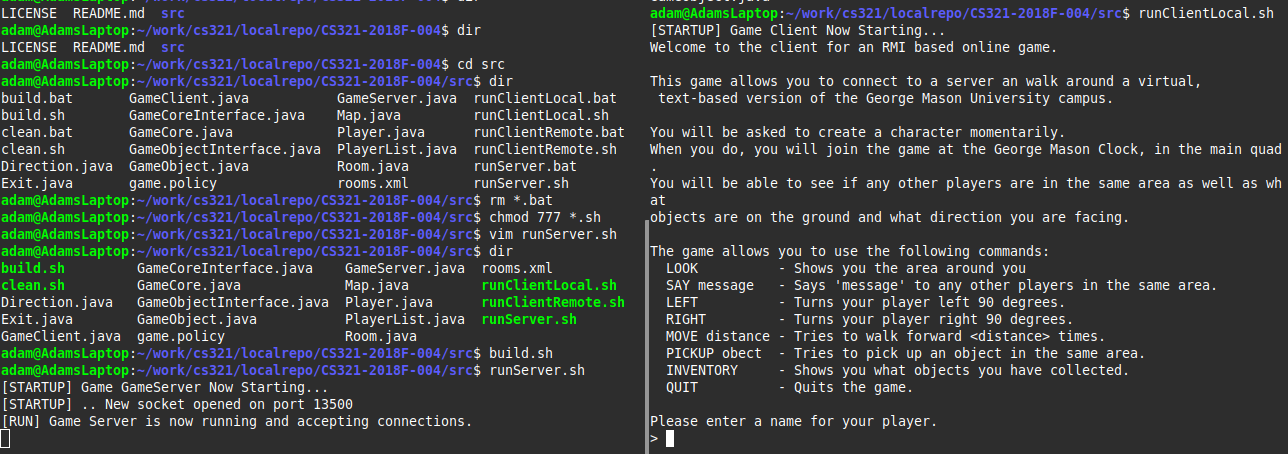 adam@AdamsLaptop:~/work/cs321/localrepo/CS321-2018F-004$ dir
LICENSE  README.md  src
adam@AdamsLaptop:~/work/cs321/localrepo/CS321-2018F-004$ dir
LICENSE  README.md  src
adam@AdamsLaptop:~/work/cs321/localrepo/CS321-2018F-004$ cd src
adam@AdamsLaptop:~/work/cs321/localrepo/CS321-2018F-004/src$ dir
build.bat       GameClient.java           GameServer.java  runClientLocal.bat
build.sh        GameCoreInterface.java    Map.java         runClientLocal.sh
clean.bat       GameCore.java             Player.java      runClientRemote.bat
clean.sh        GameObjectInterface.java  PlayerList.java  runClientRemote.sh
Direction.java  GameObject.java           Room.java        runServer.bat
Exit.java       game.policy               rooms.xml        runServer.sh
adam@AdamsLaptop:~/work/cs321/localrepo/CS321-2018F-004/src$ rm *.bat
adam@AdamsLaptop:~/work/cs321/localrepo/CS321-2018F-004/src$ chmod 777 *.sh
adam@AdamsLaptop:~/work/cs321/localrepo/CS321-2018F-004/src$ vim runServer.sh
adam@AdamsLaptop:~/work/cs321/localrepo/CS321-2018F-004/src$ dir
build.sh         GameCoreInterface.java    GameServer.java  rooms.xml
clean.sh         GameCore.java             Map.java         runClientLocal.sh
Direction.java   GameObjectInterface.java  Player.java      runClientRemote.sh
Exit.java        GameObject.java           PlayerList.java  runServer.sh
GameClient.java  game.policy               Room.java
adam@AdamsLaptop:~/work/cs321/localrepo/CS321-2018F-004/src$ build.sh
adam@AdamsLaptop:~/work/cs321/localrepo/CS321-2018F-004/src$ runServer.sh
[STARTUP] Game GameServer Now Starting...
[STARTUP] .. New socket opened on port 13500
[RUN] Game Server is now running and accepting connections.
adam@AdamsLaptop:~/work/cs321/localrepo/CS321-2018F-004/src$ runClientLocal.sh
[STARTUP] Game Client Now Starting...
Welcome to the client for an RMI based online game.
This game allows you to connect to a server an walk around a virtual,
 text-based version of the George Mason University campus.
You will be asked to create a character momentarily.
When you do, you will join the game at the George Mason Clock, in the main quad
.
You will be able to see if any other players are in the same area as well as wh
at
objects are on the ground and what direction you are facing.
The game allows you to use the following commands:
  LOOK          - Shows you the area around you
  SAY message   - Says 'message' to any other players in the same area.
  LEFT          - Turns your player left 90 degrees.
  RIGHT         - Turns your player right 90 degrees.
  MOVE distance - Tries to walk forward <distance> times.
  PICKUP obect  - Tries to pick up an object in the same area.
  INVENTORY     - Shows you what objects you have collected.
  QUIT          - Quits the game.
Please enter a name for your player.
>